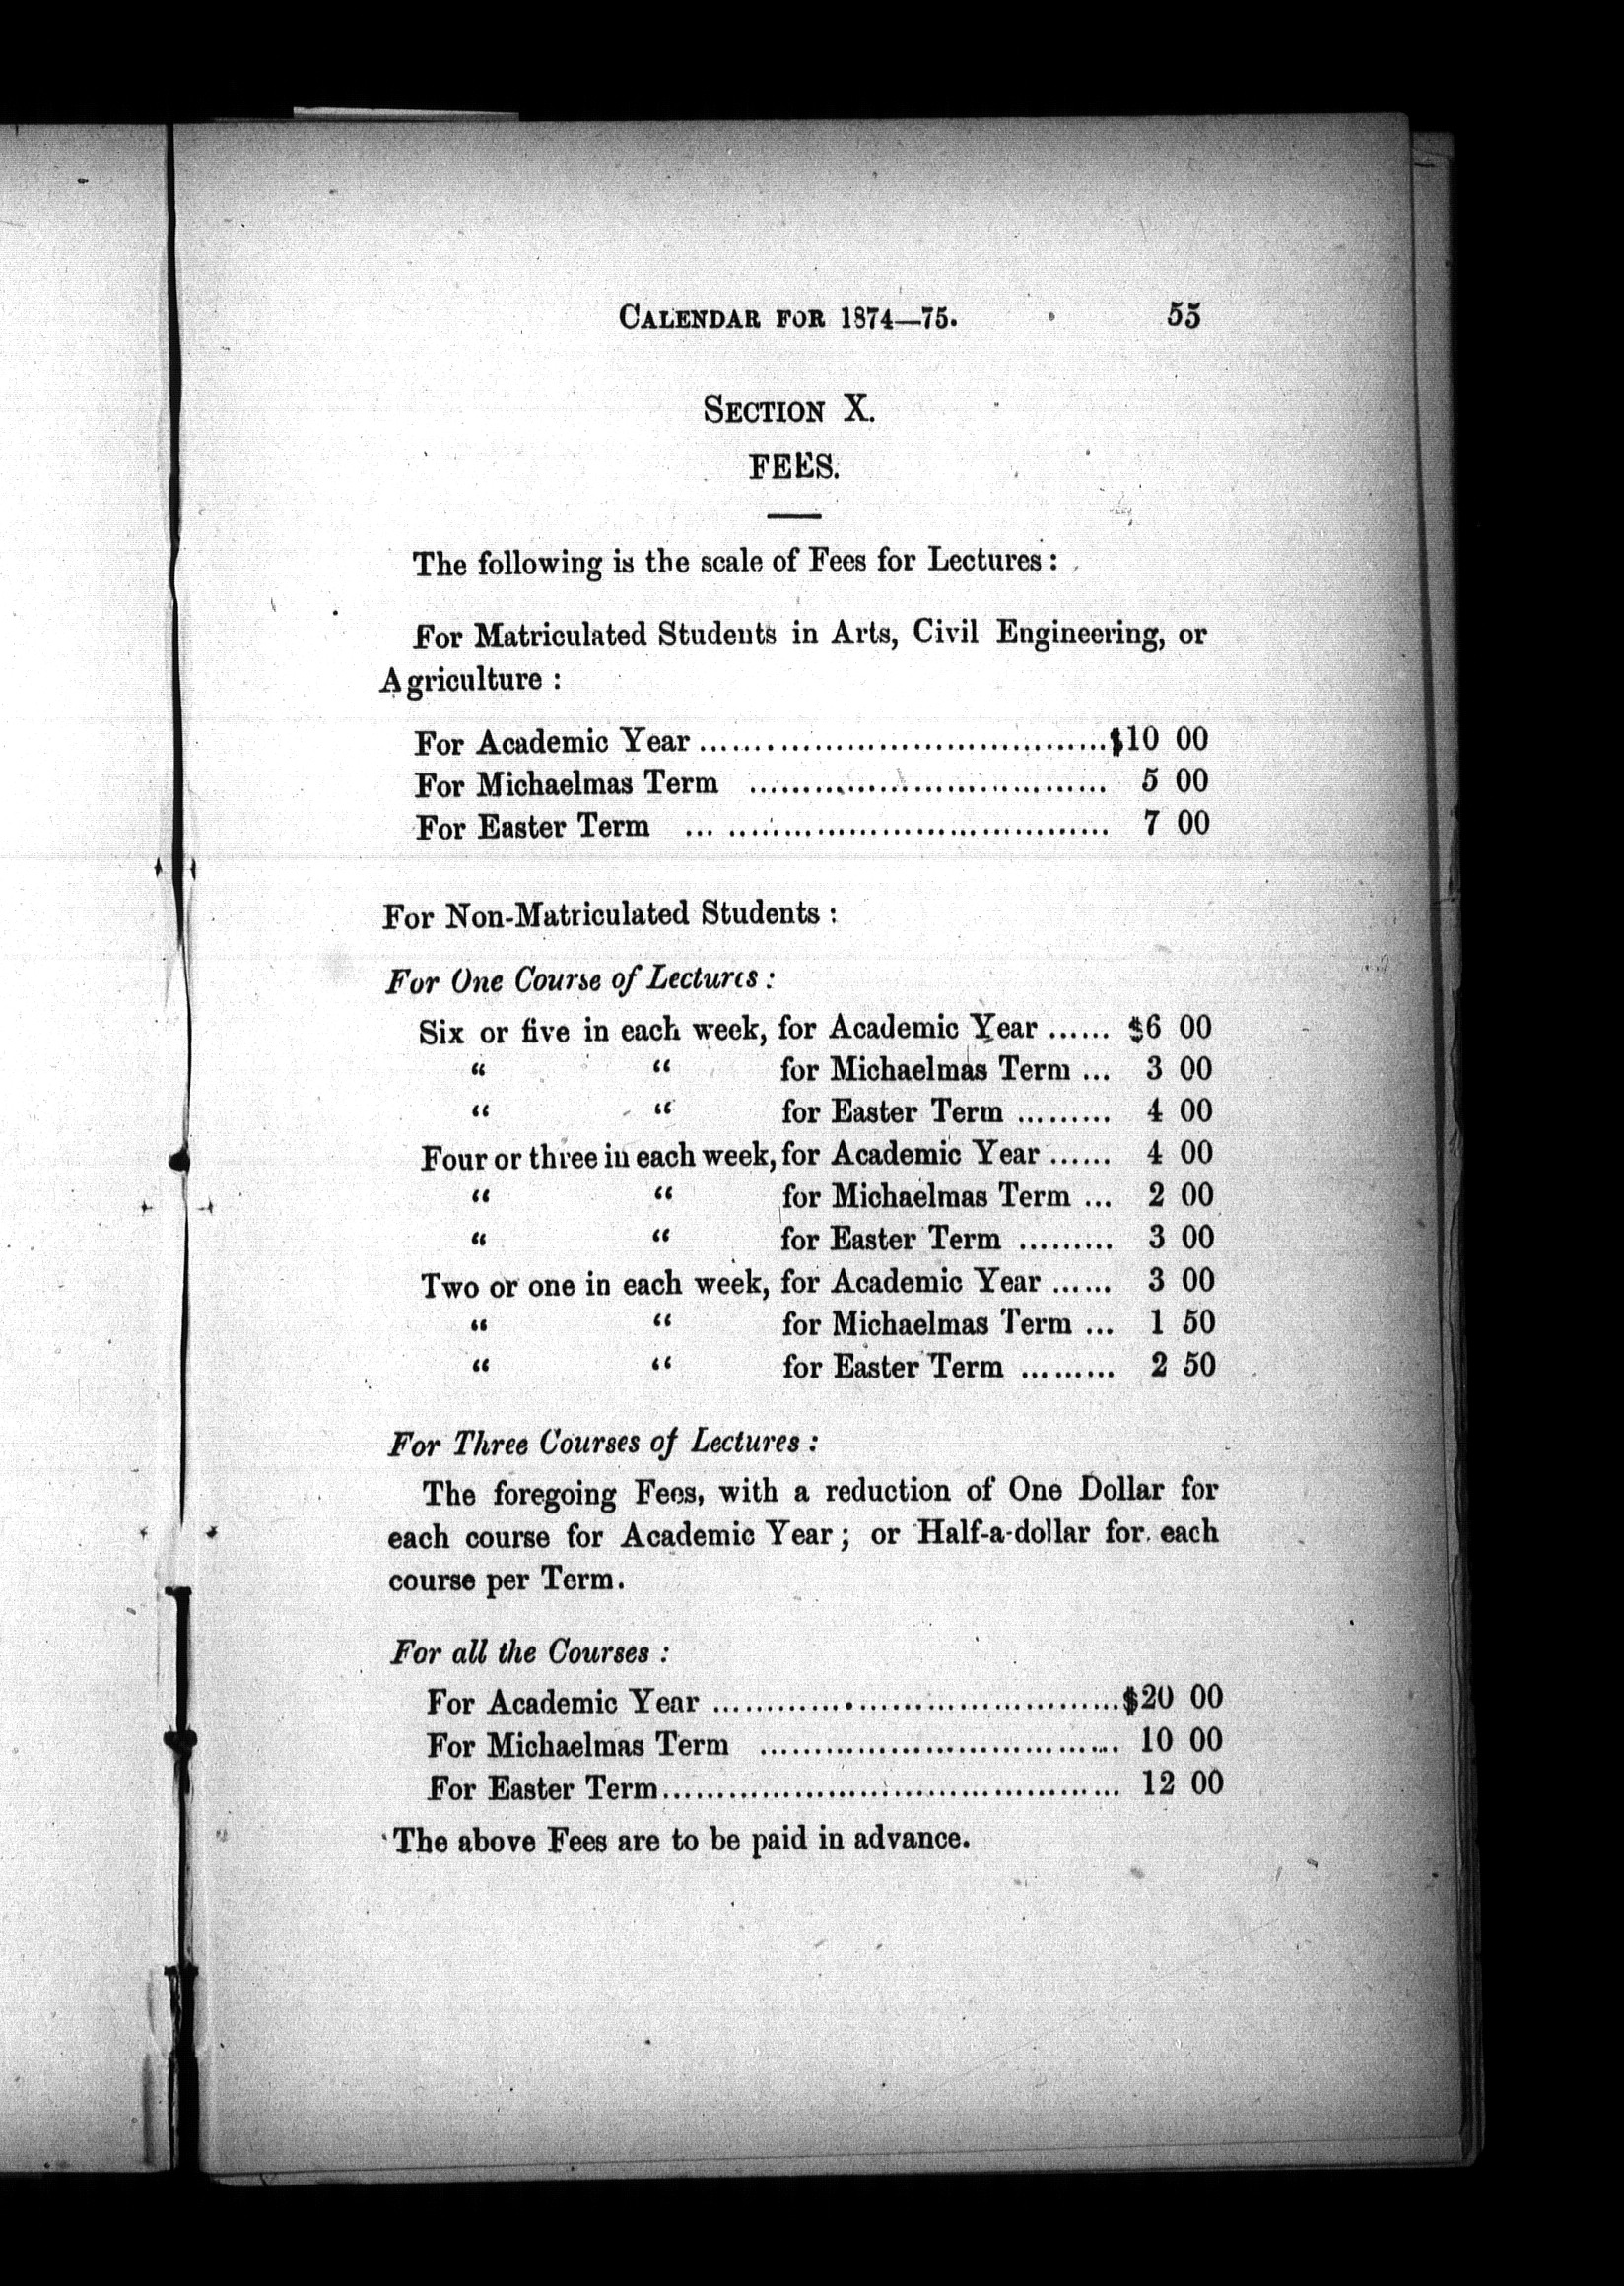 CALENDAR FOR 1874—75. 55
SECTION X.
FEES.
The following is the scale of Fees for Lectures:
For Matriculated Students in Arts, Civil Engineering, or
Agriculture :
For Academic Year ...................................... $10 00
For Michaelmas Term ................................. 5 00
For Easter Term ... ................................... 7 00
For Non-Matriculated Students :
For One Course of Lectures :
Six or five in each week, for Academic Year ...... $6 00
“ “ for Michaelmas Term ... 3 00
“ “ for Easter Term ......... 4 00
Four or three in each week, for Academic Year ...... 4 00
“ “ for Michaelmas Term ... 2 00
“ “ for Easter Term ......... 3 00
Two or one in each week, for Academic Year ...... 3 00
“ “ for Michaelmas Term ... 1 50
“ “ for Easter Term ......... 2 50
For Three Courses of Lectures :
The foregoing Fees, with a reduction of One Dollar for
each course for Academic Year ; or Half-a-dollar for each
course per Term.
For all the Courses :
For Academic Year ...................................... $20 00
For Michaelmas Term ................................. 10 00
For Easter Term........................................... 12 00
The above Fees are to be paid in advance.